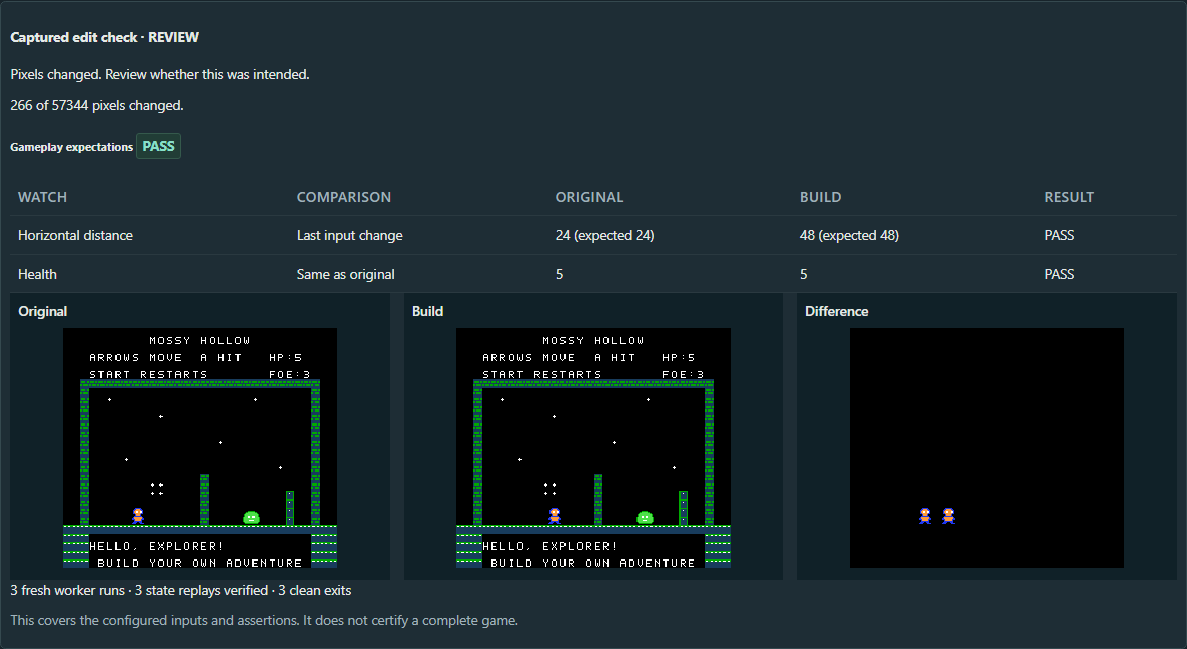 Captured edit check · REVIEW
Pixels changed. Review whether this was intended.
266 of 57344 pixels changed.
Gameplay expectations PASS
WATCH COMPARISON ORIGINAL BUILD RESULT
Horizontal distance Last input change 24 (expected 24) 48 (expected 48) PASS
Health Same as original 5 5 PASS
Original
MOSSY HOLLOW
ARROWS MOVE A HIT HP:5
START RESTARTS FOE:3
HELLO, EXPLORER!
BUILD YOUR OWN ADVENTURE
Build
MOSSY HOLLOW
ARROWS MOVE A HIT HP:5
START RESTARTS FOE:3
HELLO, EXPLORER!
BUILD YOUR OWN ADVENTURE
Difference
3 fresh worker runs · 3 state replays verified · 3 clean exits
This covers the configured inputs and assertions. It does not certify a complete game.